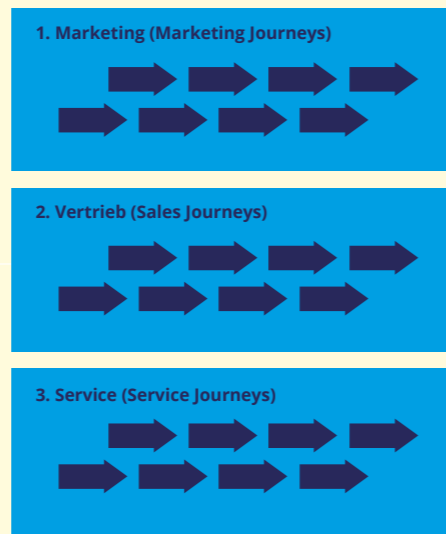 1. Marketing (Marketing Journeys)
2. Vertrieb (Sales Journeys)
3. Service (Service Journeys)